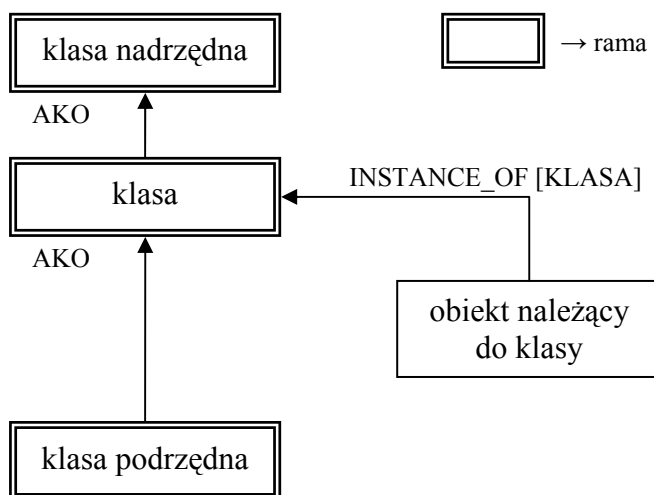 klasa nadrzędna
→ rama
AKO
INSTANCE_OF [KLASA]
klasa
AKO
obiekt należący
do klasy
klasa podrzędna